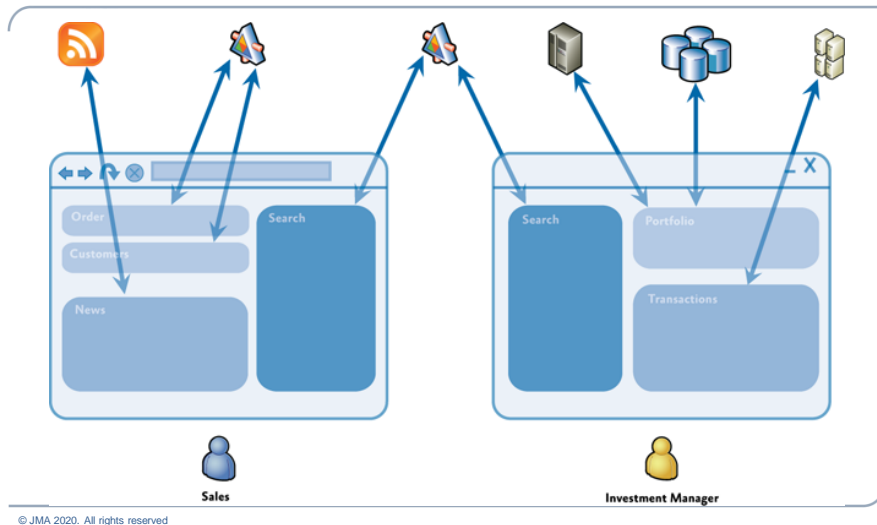 Order
Search
Customers
News
Search
Portfolio
Transactions
Sales
Investment Manager
© JMA 2020. All rights reserved